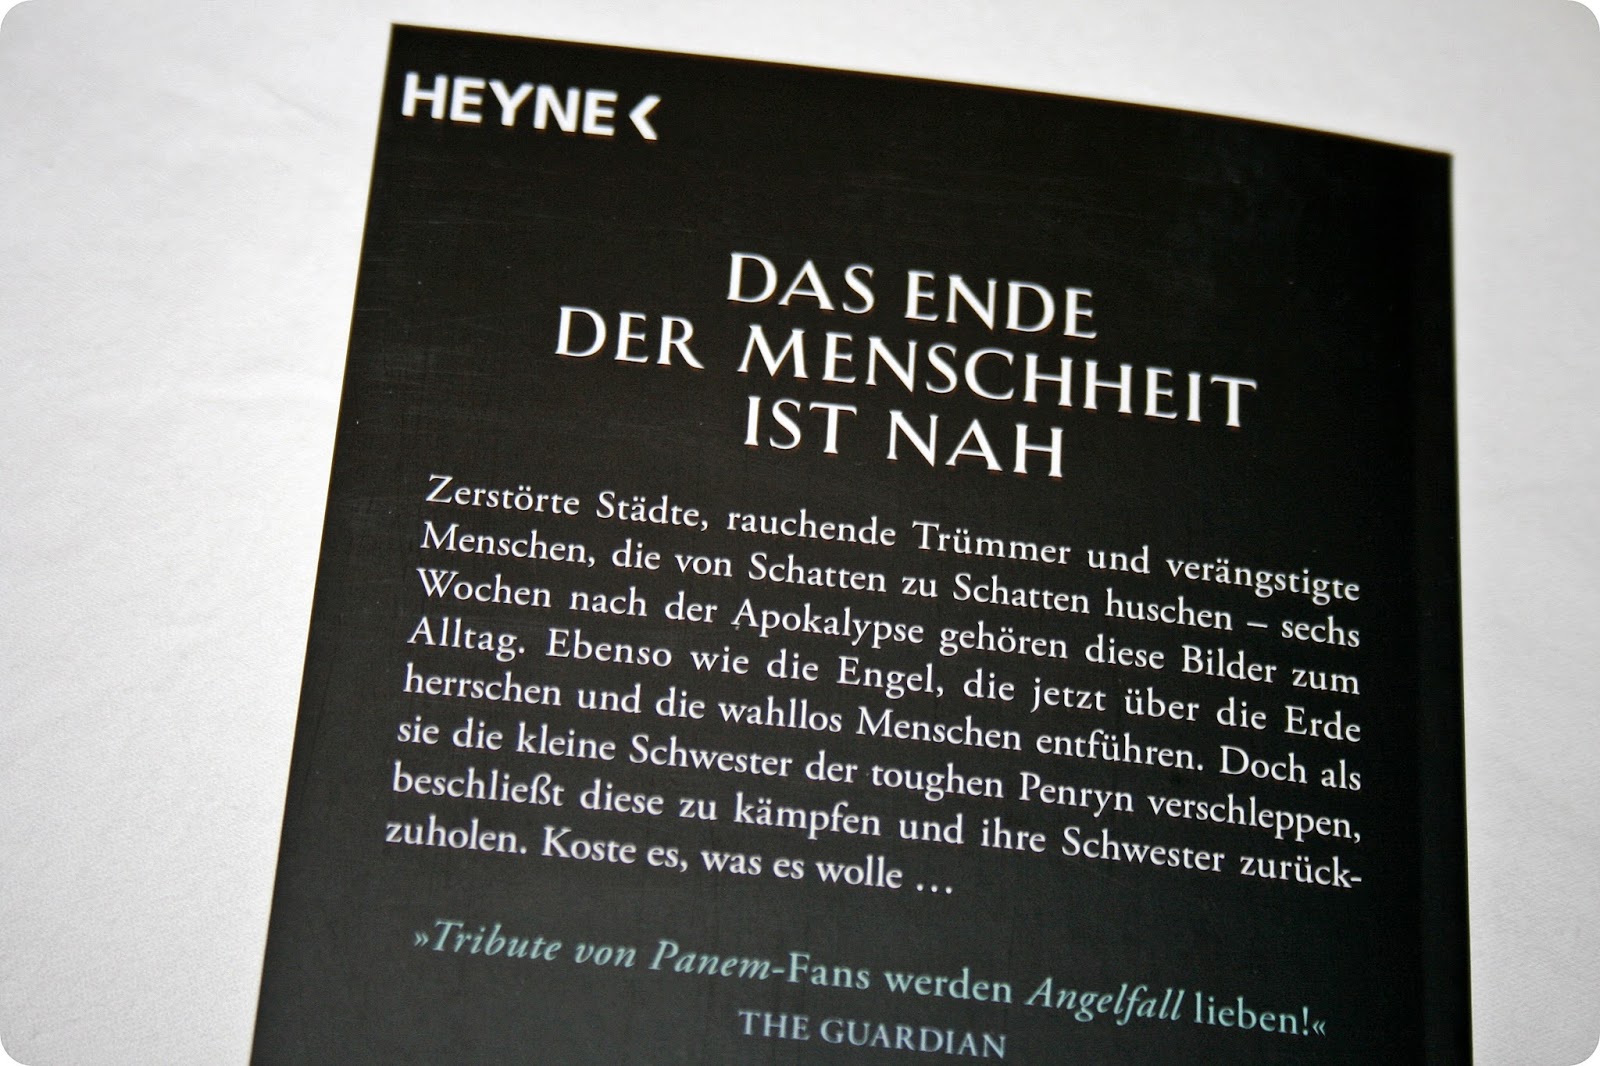 HEYNE <
DAS ENDE
DER MENSCHHEIT
IST NAH
Zerstörte Städte, rauchende Trümmer und verängstigte
Menschen, die von Schatten zu Schatten huschen – sechs
Wochen nach der Apokalypse gehören diese Bilder zum
Alltag. Ebenso wie die Engel, die jetzt über die Erde
herrschen und die wahllos Menschen entführen. Doch als
sie die kleine Schwester der toughen Penryn verschleppen,
beschließt diese zu kämpfen und ihre Schwester zurück-
zuholen. Koste es, was es wolle …
»Tribute von Panem-Fans werden Angelfall lieben!«
THE GUARDIAN